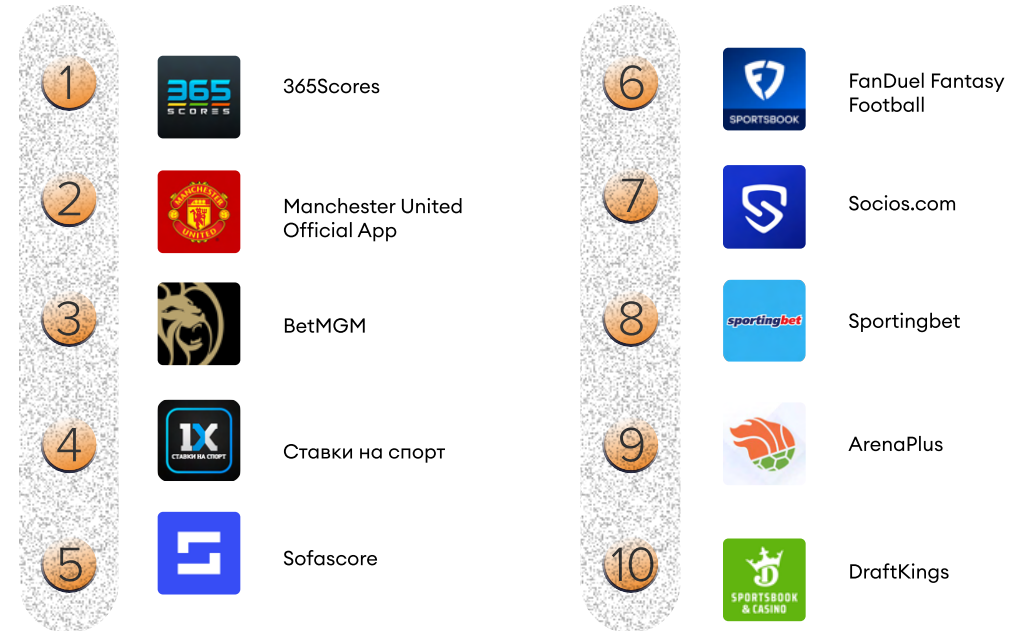 1
365
SCORES
365Scores
2
MANCHESTER
UNITED
Manchester United
Official App
3
BetMGM
4
1X
СТАВКИ НА СПОРТ
Ставки на спорт
5
Sofascore
6
SPORTSBOOK
FanDuel Fantasy
Football
7
Socios.com
8
sportingbet
Sportingbet
9
ArenaPlus
10
SPORTSBOOK
& CASINO
DraftKings